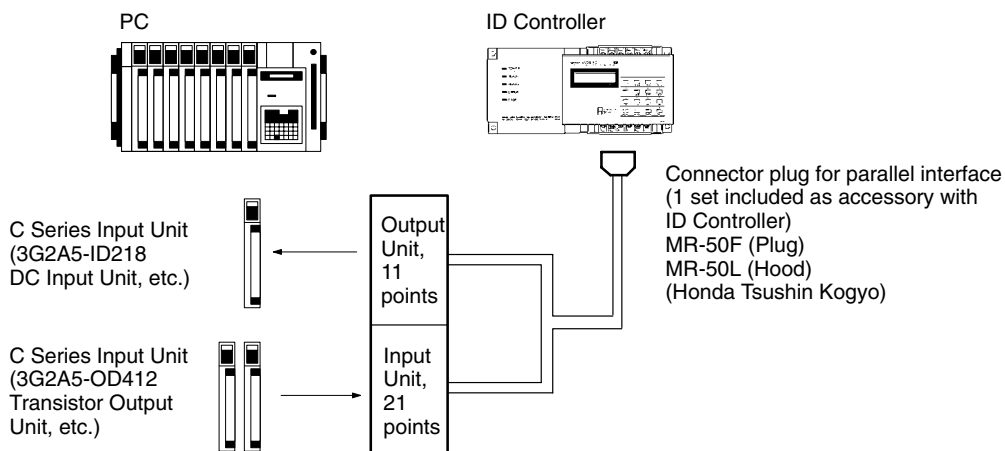 PC
ID Controller
Connector plug for parallel interface
(1 set included as accessory with
ID Controller)
MR-50F (Plug)
MR-50L (Hood)
(Honda Tsushin Kogyo)
C Series Input Unit
(3G2A5-ID218
DC Input Unit, etc.)
Output
Unit,
11
points
C Series Input Unit
(3G2A5-OD412
Transistor Output
Unit, etc.)
Input
Unit,
21
points